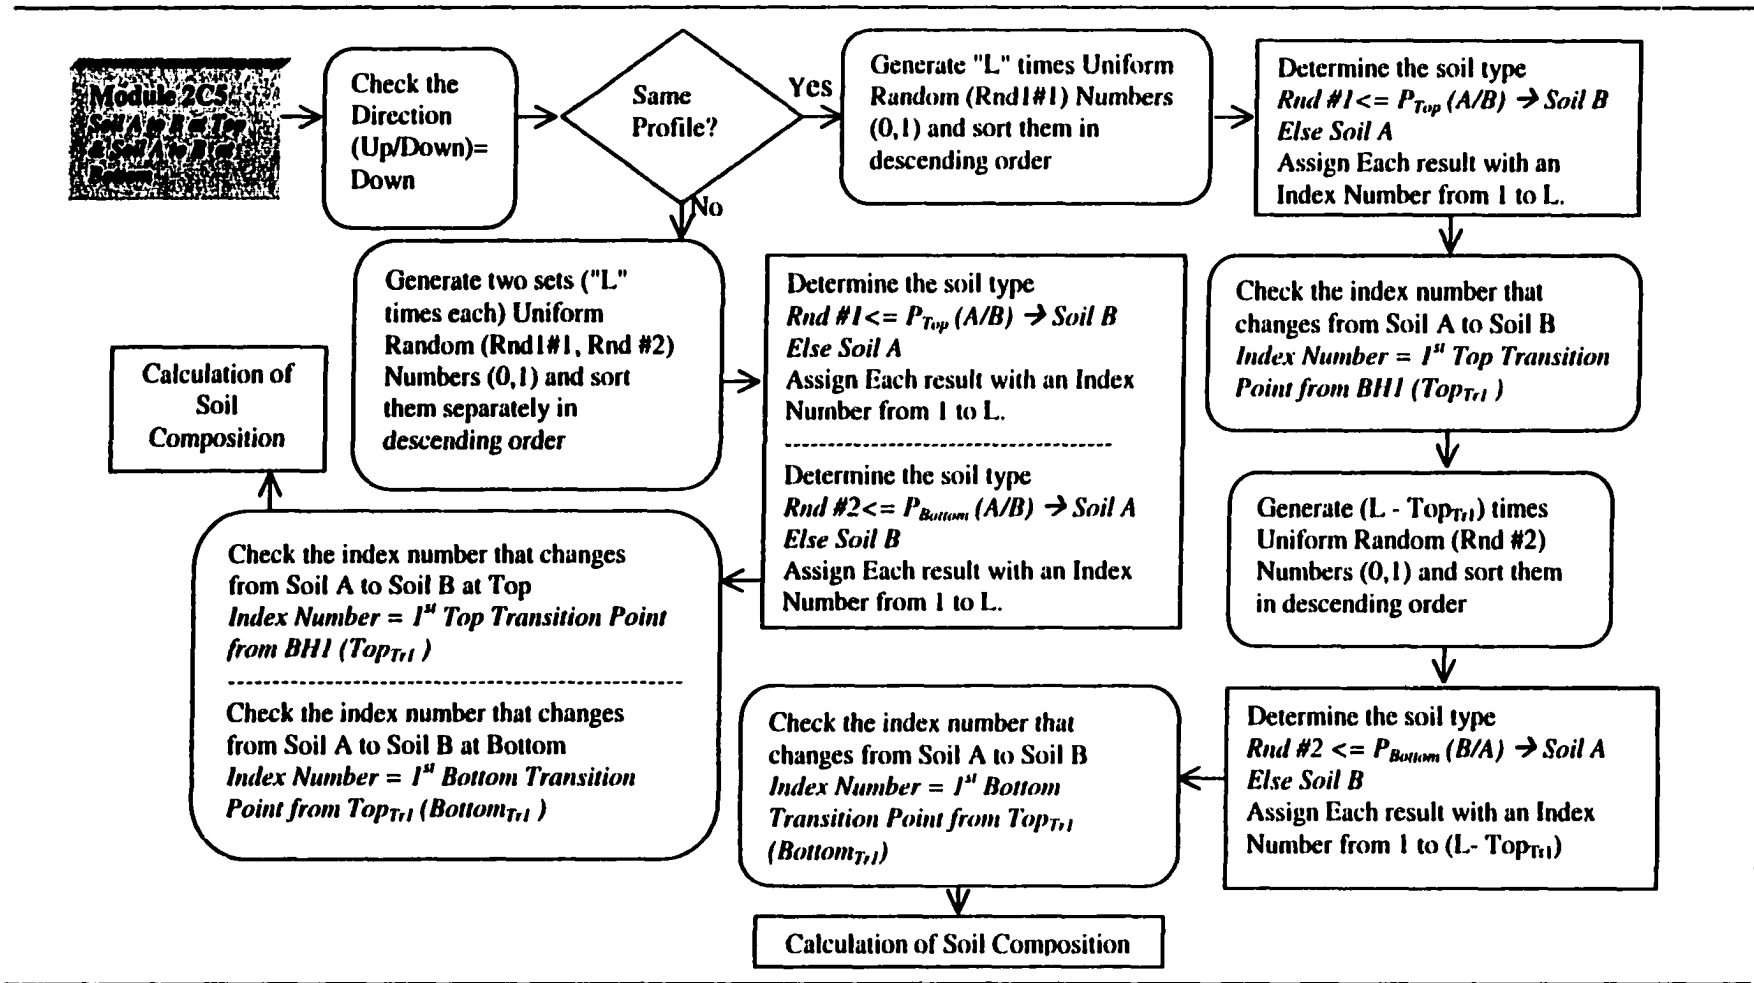 Module 2C5
Soil A to B at Top
& Soil A to B at
Bottom
Check the
Direction
(Up/Down)=
Down
Same
Profile?
Yes
No
Generate "L" times Uniform
Random (Rnd1#1) Numbers
(0,1) and sort them in
descending order
Determine the soil type
Rnd #1<= P_Top (A/B) → Soil B
Else Soil A
Assign Each result with an
Index Number from 1 to L.
Check the index number that
changes from Soil A to Soil B
Index Number = 1st Top Transition
Point from BH1 (Top_Tr1 )
Generate (L - Top_Tr1) times
Uniform Random (Rnd #2)
Numbers (0,1) and sort them
in descending order
Determine the soil type
Rnd #2 <= P_Bottom (B/A) → Soil A
Else Soil B
Assign Each result with an Index
Number from 1 to (L- Top_Tr1)
Check the index number that
changes from Soil A to Soil B
Index Number = 1st Bottom
Transition Point from Top_Tr1
(Bottom_Tr1)
Calculation of Soil Composition
Generate two sets ("L"
times each) Uniform
Random (Rnd1#1, Rnd #2)
Numbers (0,1) and sort
them separately in
descending order
Determine the soil type
Rnd #1<= P_Top (A/B) → Soil B
Else Soil A
Assign Each result with an Index
Number from 1 to L.
Determine the soil type
Rnd #2<= P_Bottom (A/B) → Soil A
Else Soil B
Assign Each result with an Index
Number from 1 to L.
Check the index number that changes
from Soil A to Soil B at Top
Index Number = 1st Top Transition Point
from BH1 (Top_Tr1 )
Check the index number that changes
from Soil A to Soil B at Bottom
Index Number = 1st Bottom Transition
Point from Top_Tr1 (Bottom_Tr1 )
Calculation of
Soil
Composition